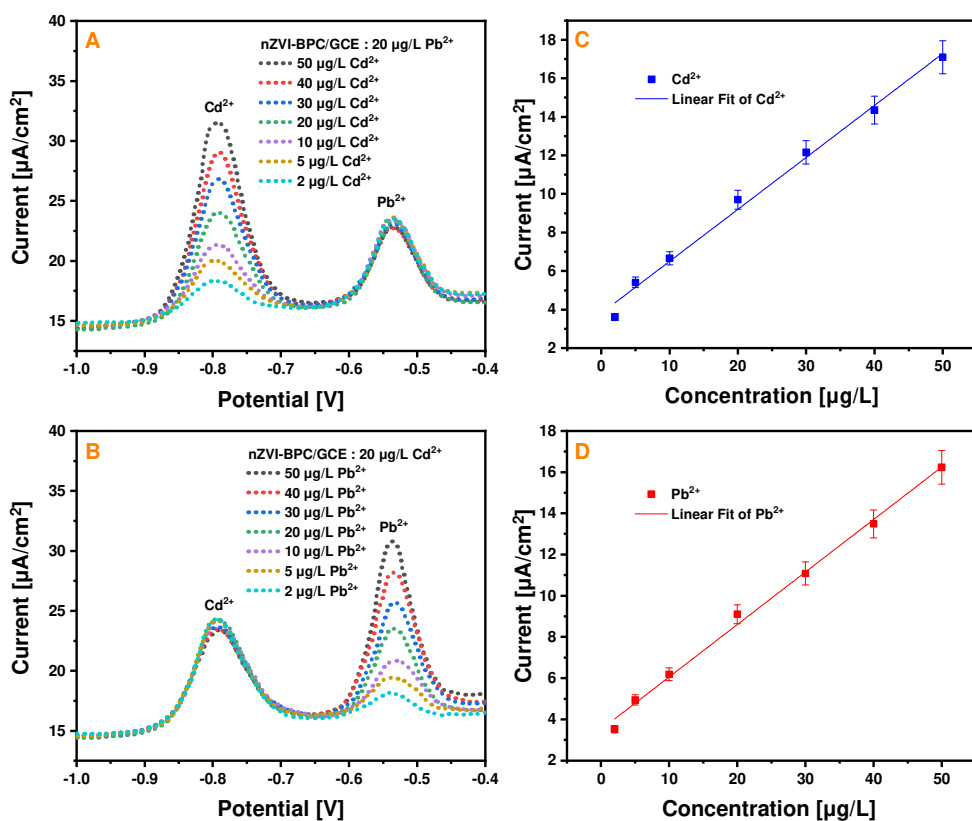 A
nZVI-BPC/GCE : 20 µg/L Pb²⁺
50 µg/L Cd²⁺
40 µg/L Cd²⁺
30 µg/L Cd²⁺
20 µg/L Cd²⁺
10 µg/L Cd²⁺
5 µg/L Cd²⁺
2 µg/L Cd²⁺
Cd²⁺
Pb²⁺
40
35
30
25
20
15
Current [µA/cm²]
-1.0 -0.9 -0.8 -0.7 -0.6 -0.5 -0.4
Potential [V]
C
Cd²⁺
Linear Fit of Cd²⁺
18
16
14
12
10
8
6
4
2
Current [µA/cm²]
0 10 20 30 40 50
Concentration [µg/L]
B
nZVI-BPC/GCE : 20 µg/L Cd²⁺
50 µg/L Pb²⁺
40 µg/L Pb²⁺
30 µg/L Pb²⁺
20 µg/L Pb²⁺
10 µg/L Pb²⁺
5 µg/L Pb²⁺
2 µg/L Pb²⁺
Cd²⁺
Pb²⁺
40
35
30
25
20
15
Current [µA/cm²]
-1.0 -0.9 -0.8 -0.7 -0.6 -0.5 -0.4
Potential [V]
D
Pb²⁺
Linear Fit of Pb²⁺
18
16
14
12
10
8
6
4
2
Current [µA/cm²]
0 10 20 30 40 50
Concentration [µg/L]